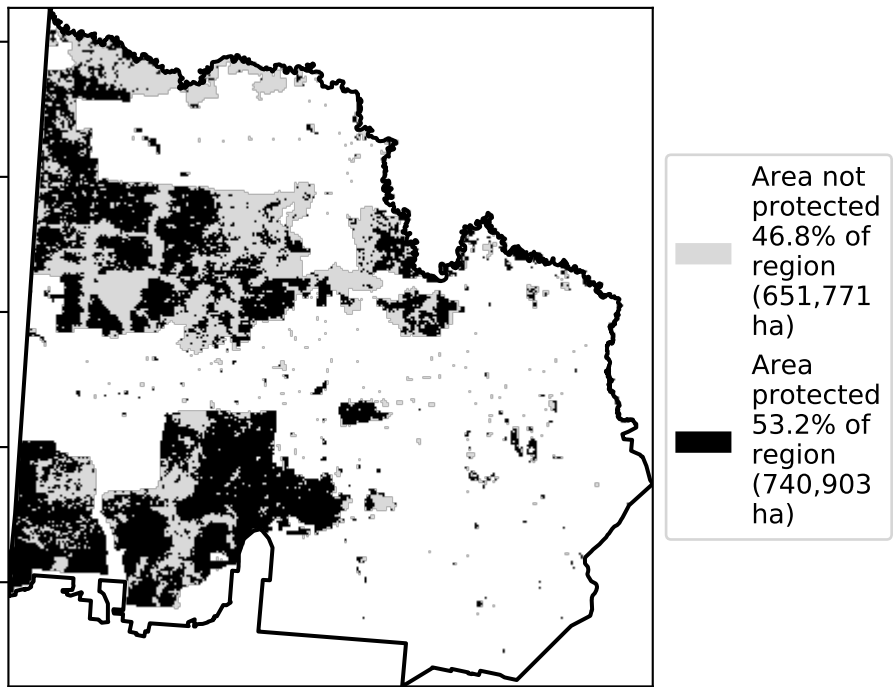 Area not
protected
46.8% of
region
(651,771
ha)
Area
protected
53.2% of
region
(740,903
ha)